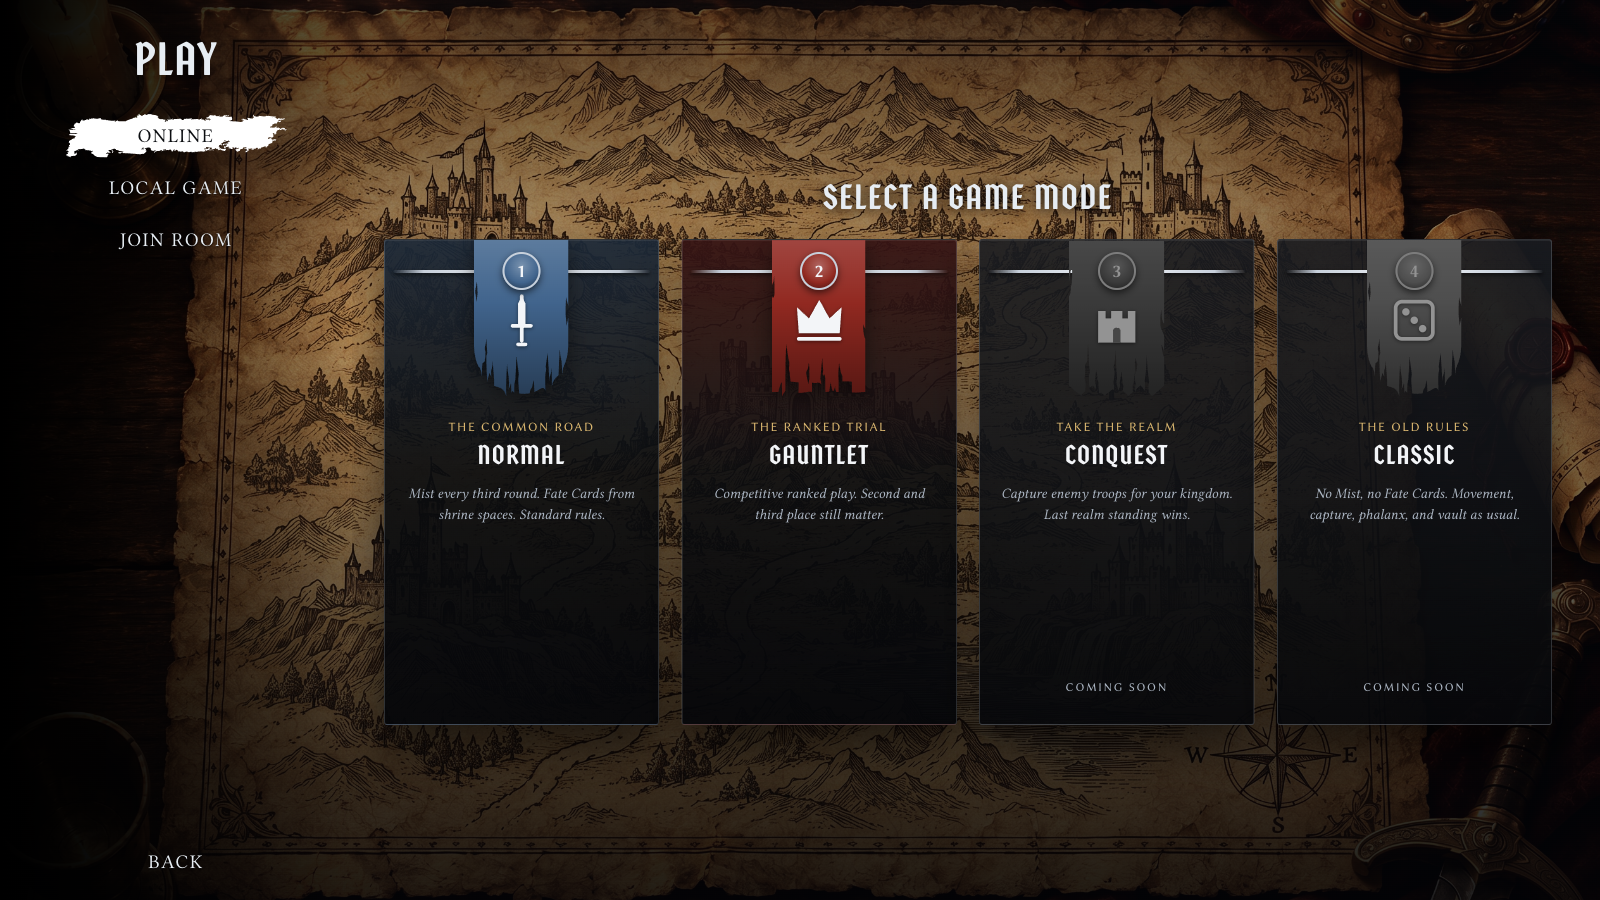 PLAY
ONLINE
LOCAL GAME
JOIN ROOM
BACK
SELECT A GAME MODE
1
THE COMMON ROAD
NORMAL
Mist every third round. Fate Cards from
shrine spaces. Standard rules.
2
THE RANKED TRIAL
GAUNTLET
Competitive ranked play. Second and
third place still matter.
3
TAKE THE REALM
CONQUEST
Capture enemy troops for your kingdom.
Last realm standing wins.
COMING SOON
4
THE OLD RULES
CLASSIC
No Mist, no Fate Cards. Movement,
capture, phalanx, and vault as usual.
COMING SOON
N
W
E
S